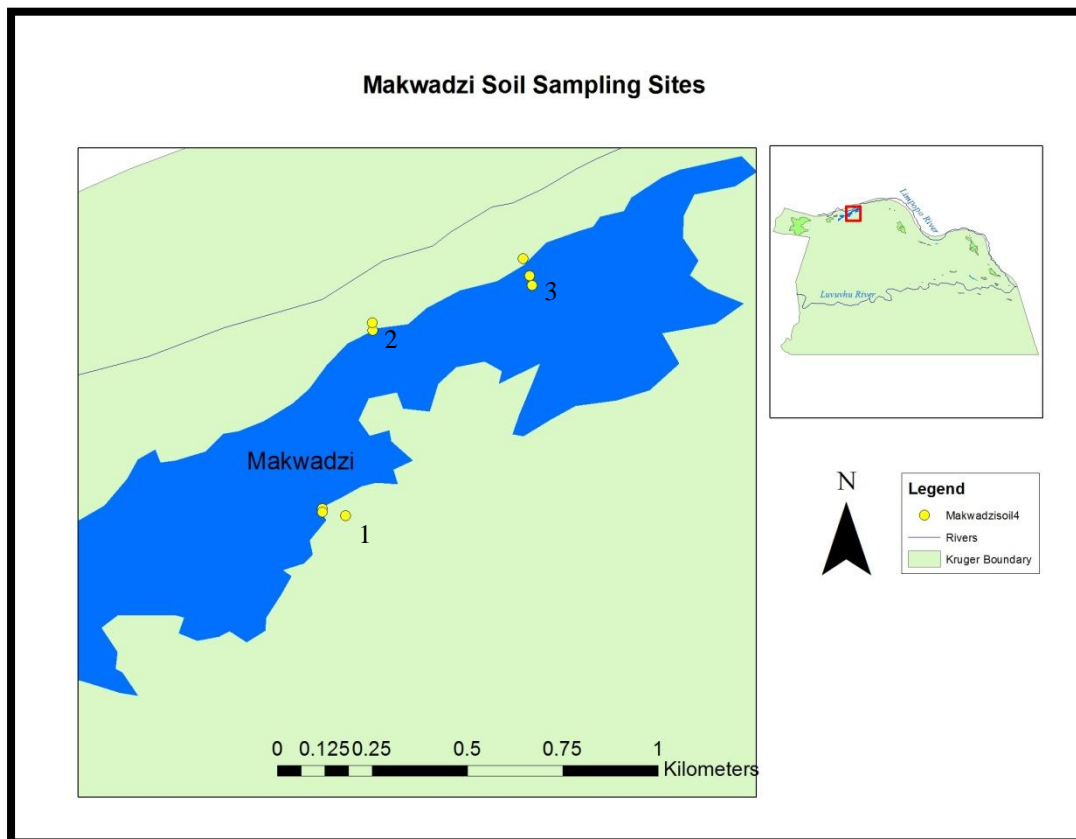 Makwadzi Soil Sampling Sites
Limpopo River
Luvuvhu River
3
2
Makwadzi
1
N
Legend
Makwadzisoil4
Rivers
Kruger Boundary
0 0.125 0.25 0.5 0.75 1
Kilometers